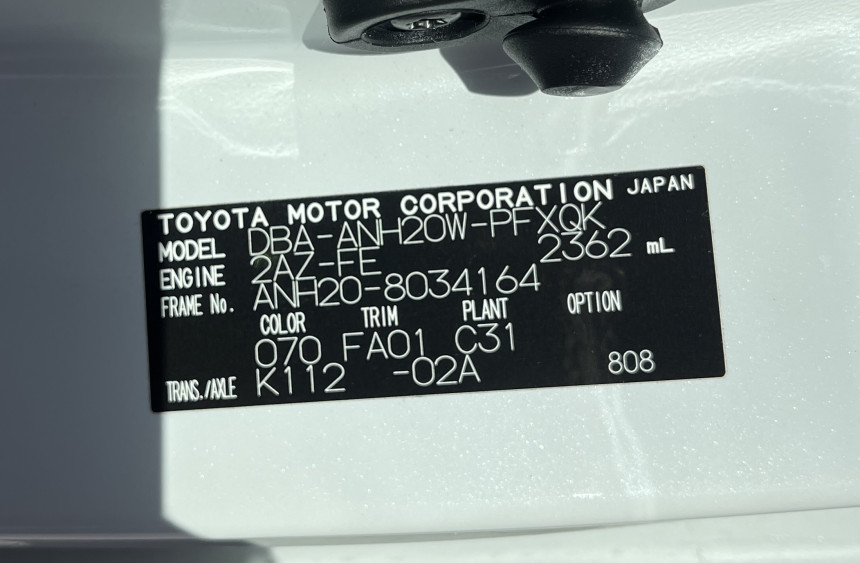 TOYOTA MOTOR CORPORATION JAPAN
MODEL DBA-ANH20W-PFXQK
ENGINE 2AZ-FE 2362 mL
FRAME No. ANH20-8034164
COLOR TRIM PLANT OPTION
070 FA01 C31
TRANS./AXLE K112 -02A 808